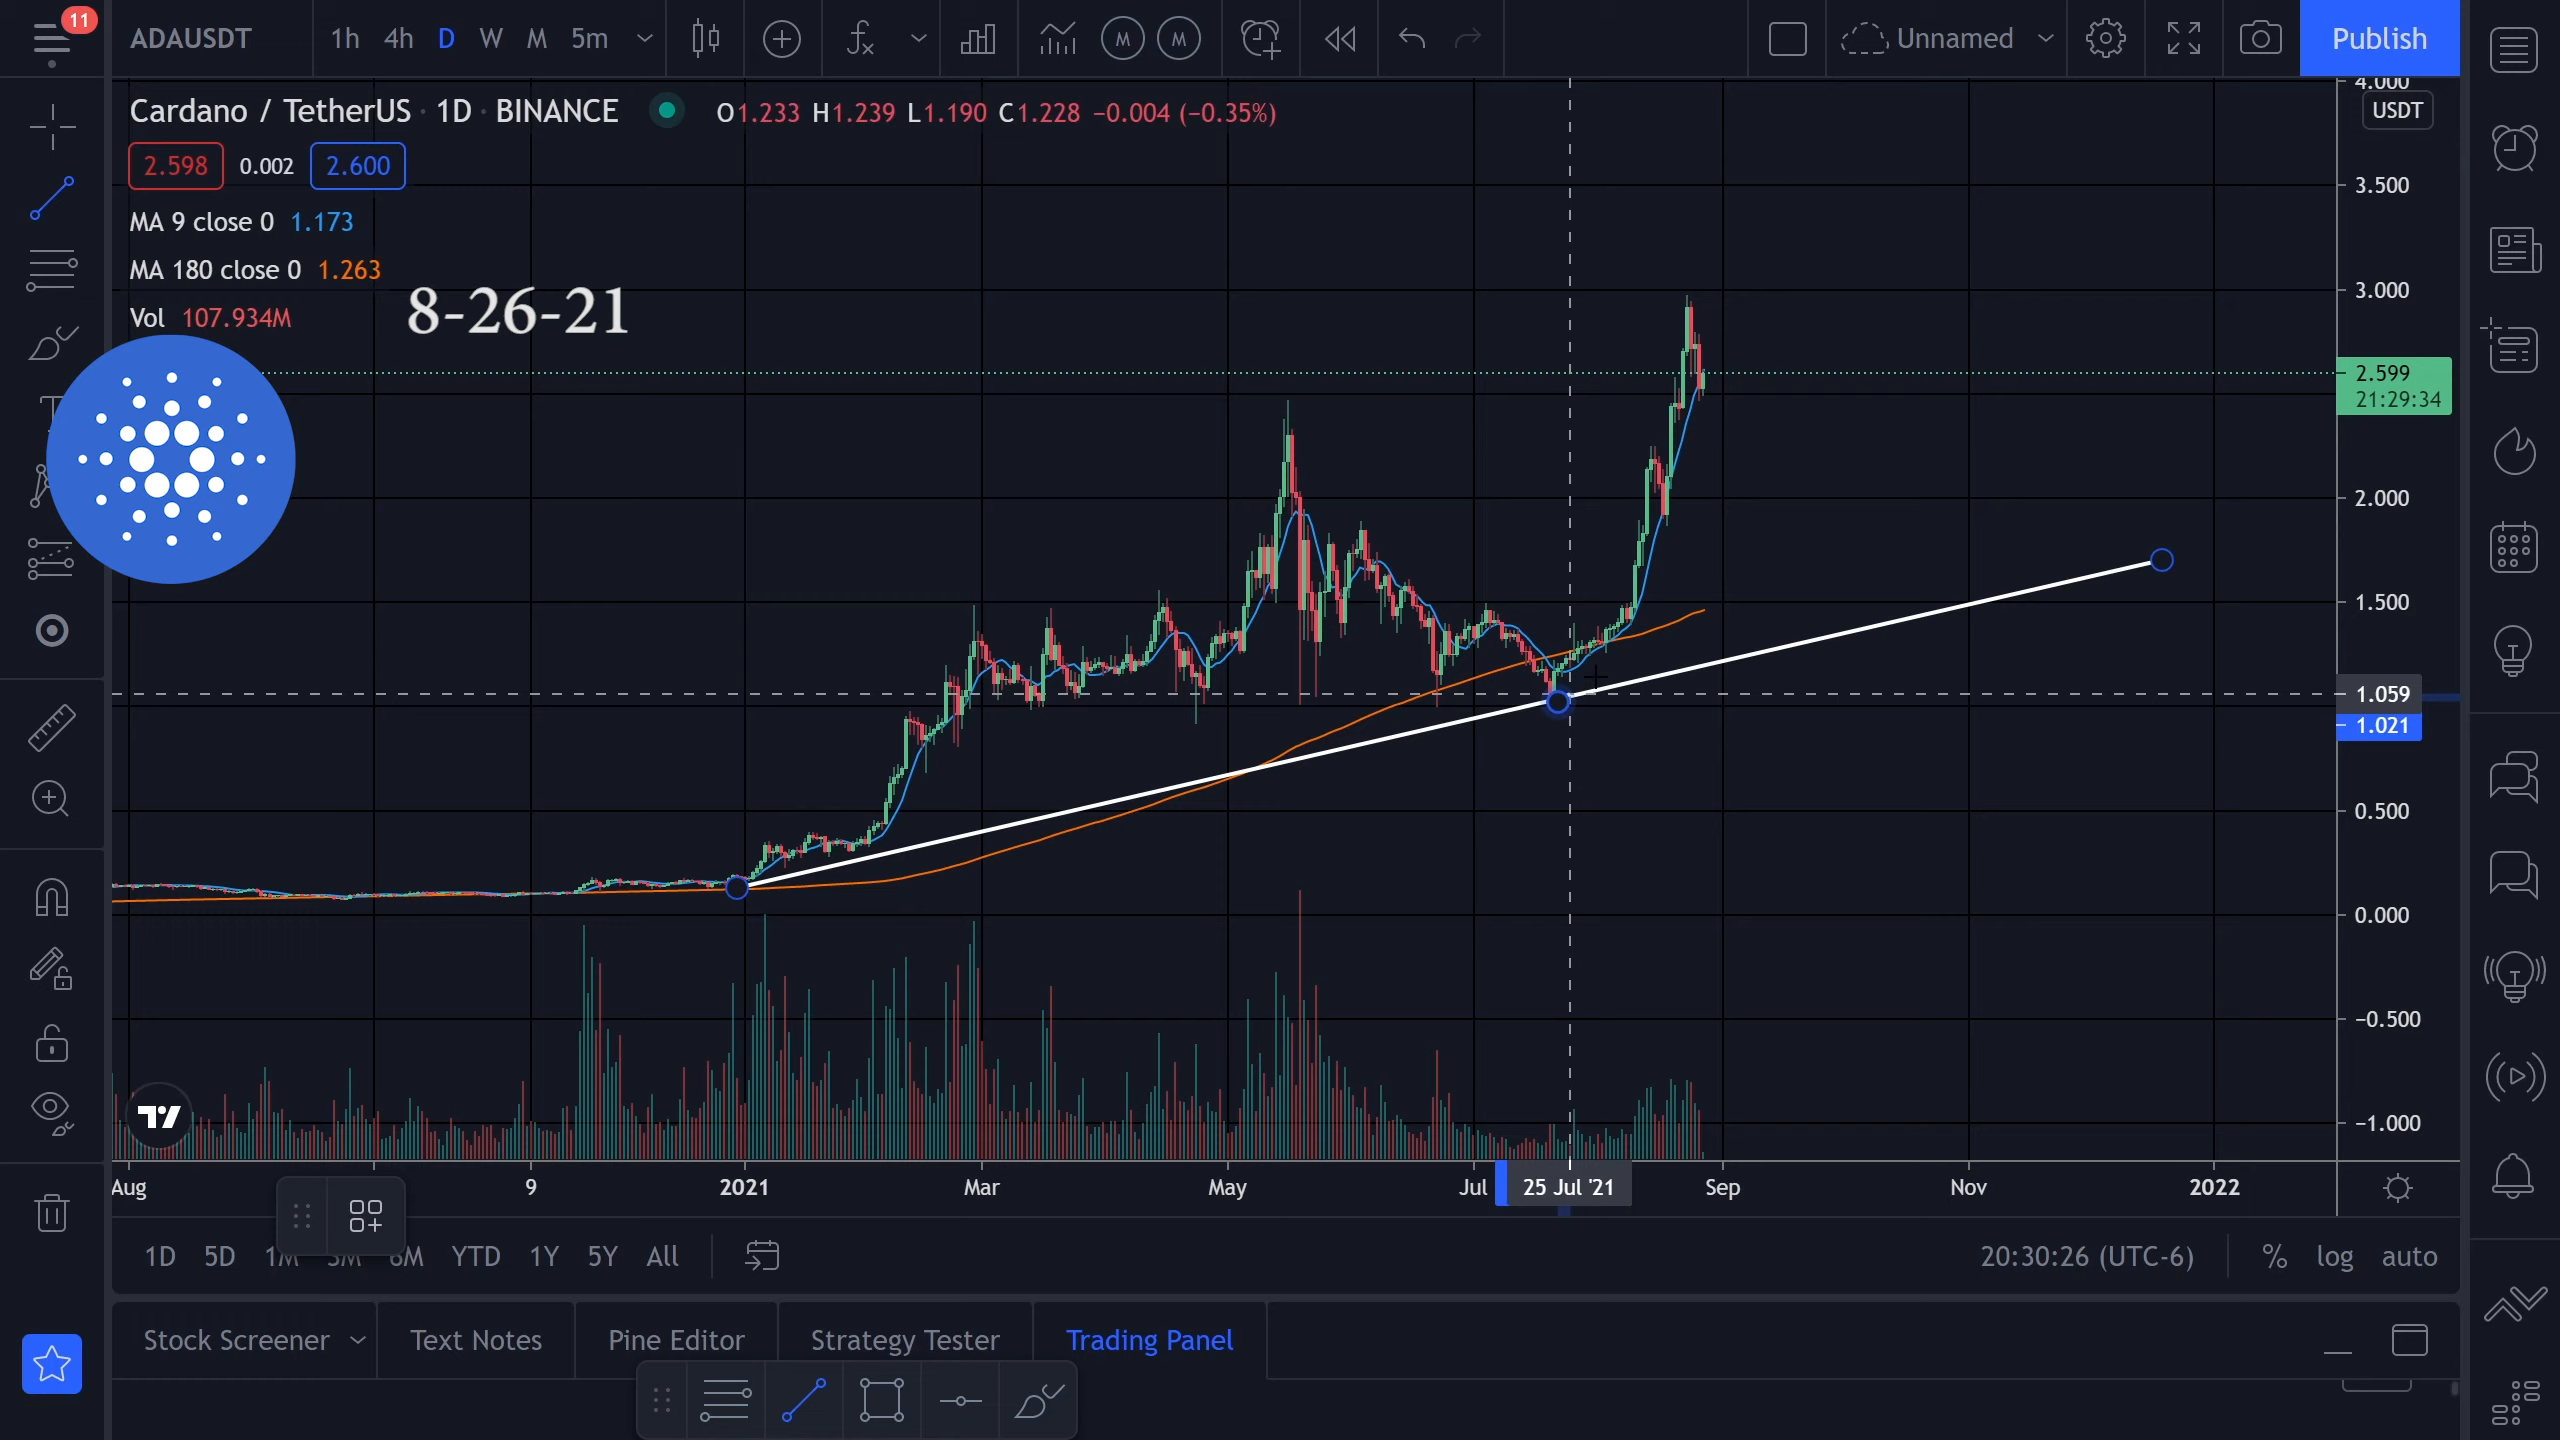 11
ADAUSDT 1h 4h D W M 5m M M Unnamed Publish
Cardano / TetherUS · 1D · BINANCE O1.233 H1.239 L1.190 C1.228 −0.004 (−0.35%)
2.598 0.002 2.600
MA 9 close 0 1.173
MA 180 close 0 1.263
Vol 107.934M
8-26-21
4.000
USDT
3.500
3.000
2.599
21:29:34
2.000
1.500
1.059
1.021
0.500
0.000
−0.500
−1.000
Aug 9 2021 Mar May Jul 25 Jul '21 Sep Nov 2022
1D 5D 1M 3M 6M YTD 1Y 5Y All 20:30:26 (UTC-6) % log auto
Stock Screener Text Notes Pine Editor Strategy Tester Trading Panel